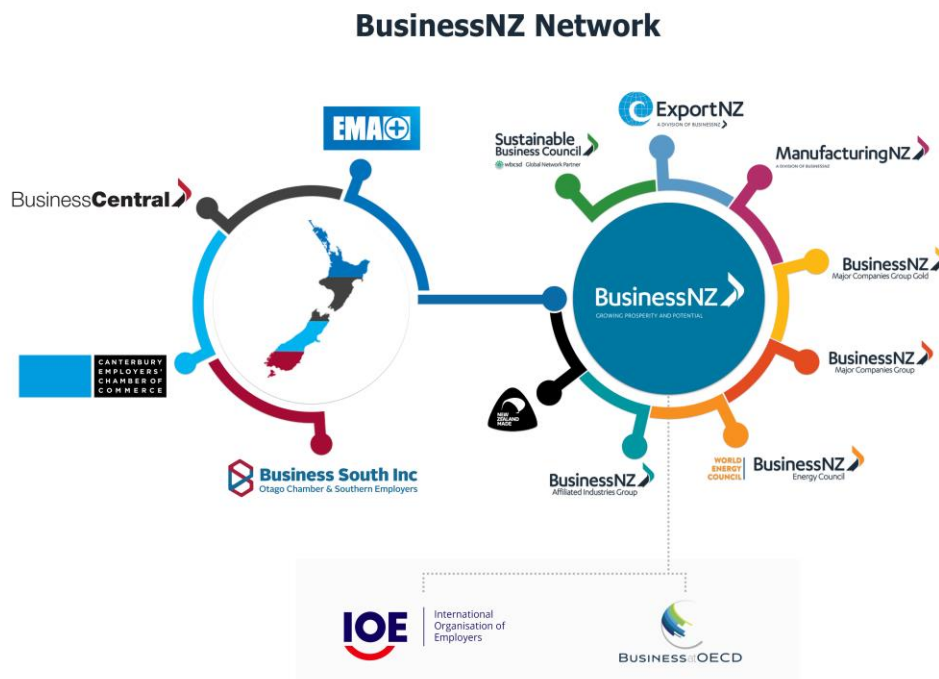 BusinessNZ Network
EMA
BusinessCentral
CANTERBURY
EMPLOYERS'
CHAMBER OF
COMMERCE
Business South Inc
Otago Chamber & Southern Employers
Sustainable
Business Council
wbcsd Global Network Partner
ExportNZ
A DIVISION OF BUSINESSNZ
ManufacturingNZ
A DIVISION OF BUSINESSNZ
BusinessNZ
Major Companies Group Gold
BusinessNZ
Major Companies Group
BusinessNZ
GROWING PROSPERITY AND POTENTIAL
NEW
ZEALAND
MADE
BusinessNZ
Affiliated Industries Group
WORLD
ENERGY
COUNCIL
BusinessNZ
Energy Council
IOE
International
Organisation of
Employers
BUSINESSatOECD